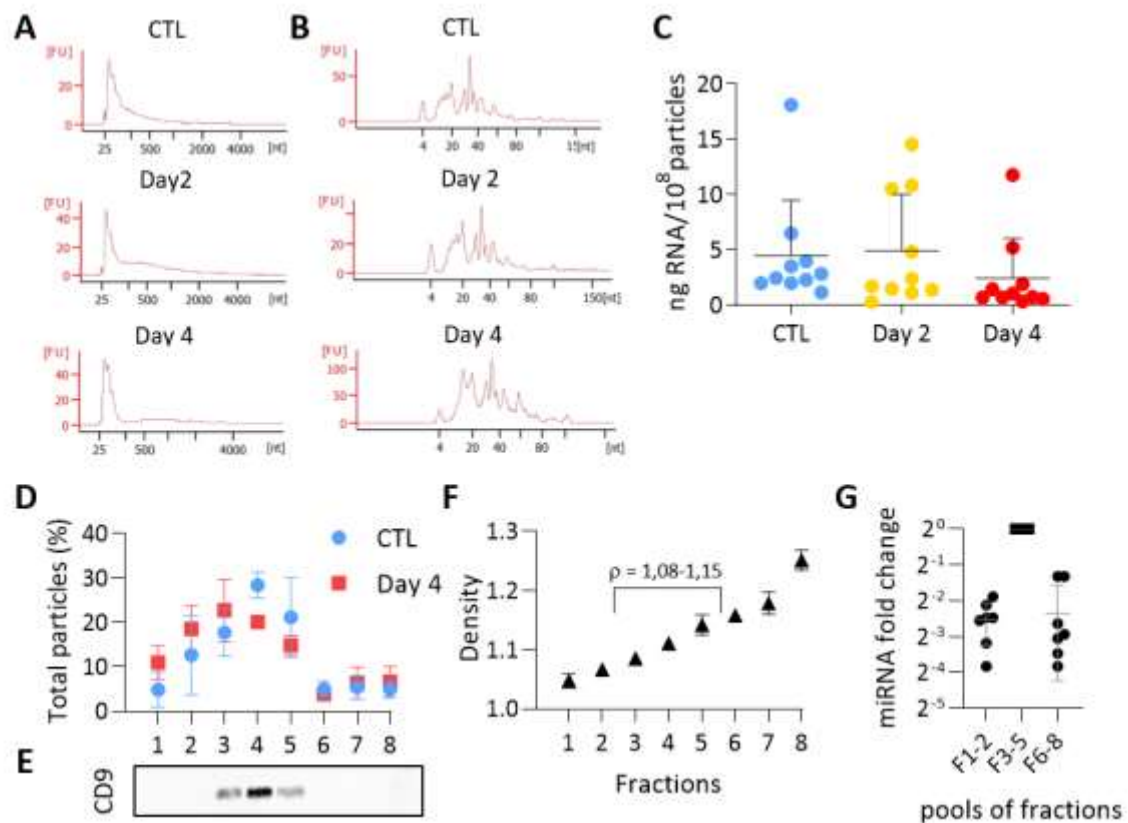 A
CTL
[FU]
20
0
25 500 2000 4000 [nt]
Day2
[FU]
40
20
0
25 500 2000 4000 [nt]
Day 4
[FU]
40
20
0
25 500 4000 [nt]
B
CTL
[FU]
50
0
4 20 40 80 15[nt]
Day 2
[FU]
50
0
4 20 40 80 150[nt]
Day 4
[FU]
100
50
0
4 20 40 80 [nt]
C
ng RNA/10⁸ particles
20
15
10
5
0
CTL Day 2 Day 4
D
Total particles (%)
40
30
20
10
0
CTL
Day 4
1 2 3 4 5 6 7 8
E
CD9
F
Density
1.3
1.2
1.1
1.0
ρ = 1,08-1,15
1 2 3 4 5 6 7 8
Fractions
G
miRNA fold change
2⁰
2⁻¹
2⁻²
2⁻³
2⁻⁴
2⁻⁵
F1-2 F3-5 F6-8
pools of fractions